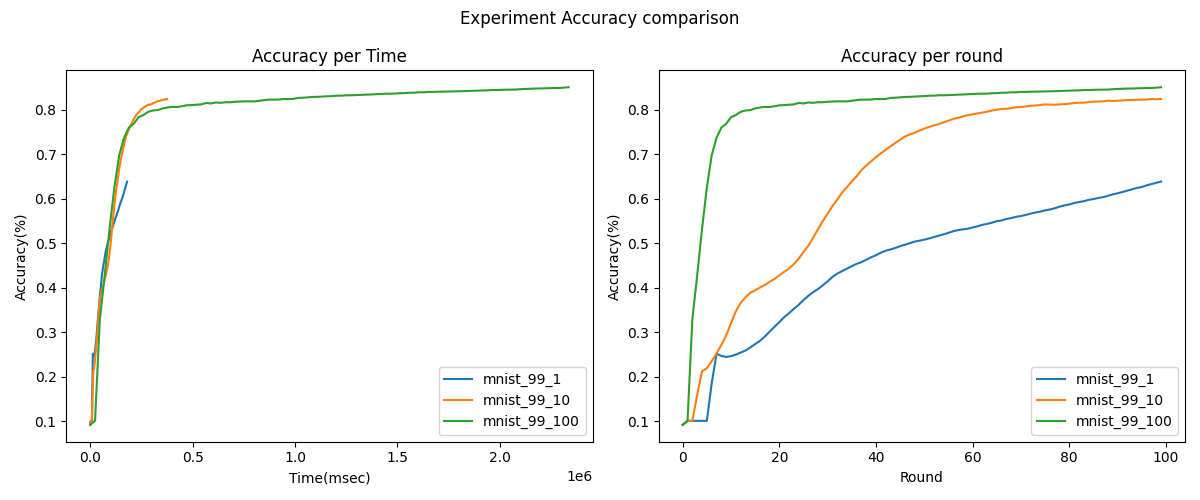 Experiment Accuracy comparison
Accuracy per Time
Accuracy(%)
0.8
0.7
0.6
0.5
0.4
0.3
0.2
0.1
0.0
0.5
1.0
1.5
2.0
1e6
Time(msec)
mnist_99_1
mnist_99_10
mnist_99_100
Accuracy per round
Accuracy(%)
0.8
0.7
0.6
0.5
0.4
0.3
0.2
0.1
0
20
40
60
80
100
Round
mnist_99_1
mnist_99_10
mnist_99_100